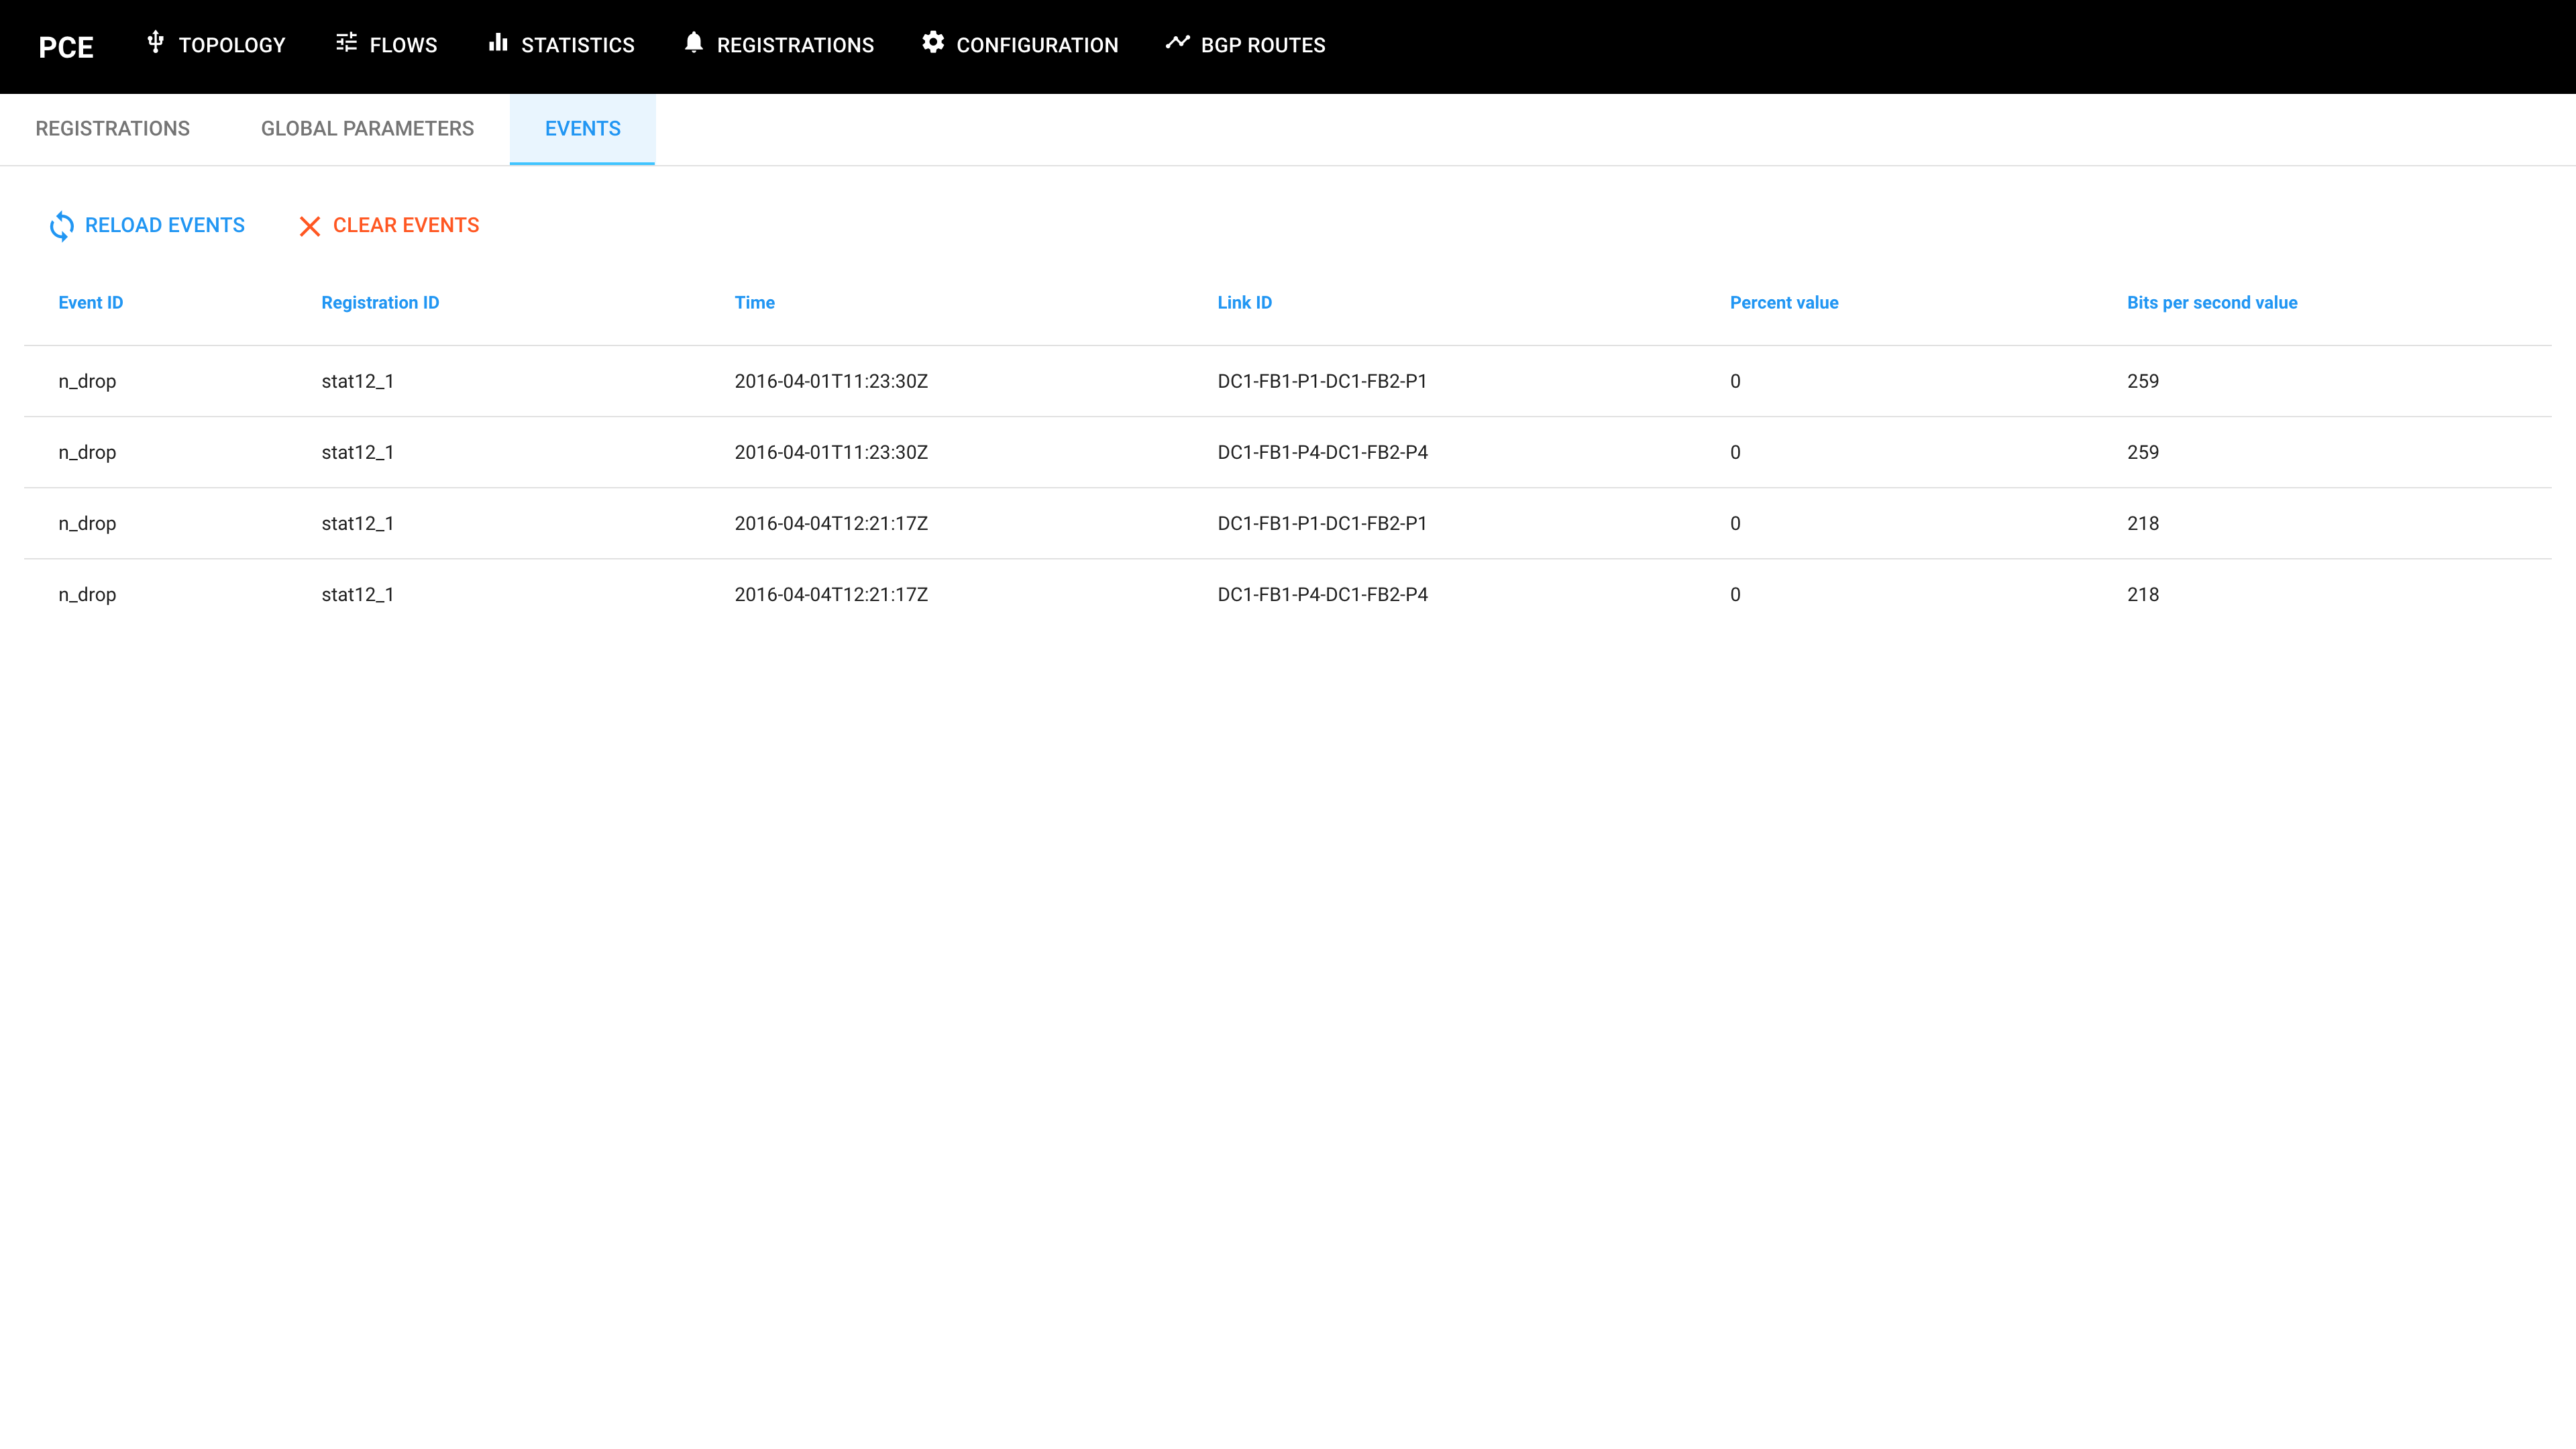 PCE TOPOLOGY FLOWS STATISTICS REGISTRATIONS CONFIGURATION BGP ROUTES
REGISTRATIONS GLOBAL PARAMETERS EVENTS
RELOAD EVENTS CLEAR EVENTS
Event ID Registration ID Time Link ID Percent value Bits per second value
n_drop stat12_1 2016-04-01T11:23:30Z DC1-FB1-P1-DC1-FB2-P1 0 259
n_drop stat12_1 2016-04-01T11:23:30Z DC1-FB1-P4-DC1-FB2-P4 0 259
n_drop stat12_1 2016-04-04T12:21:17Z DC1-FB1-P1-DC1-FB2-P1 0 218
n_drop stat12_1 2016-04-04T12:21:17Z DC1-FB1-P4-DC1-FB2-P4 0 218